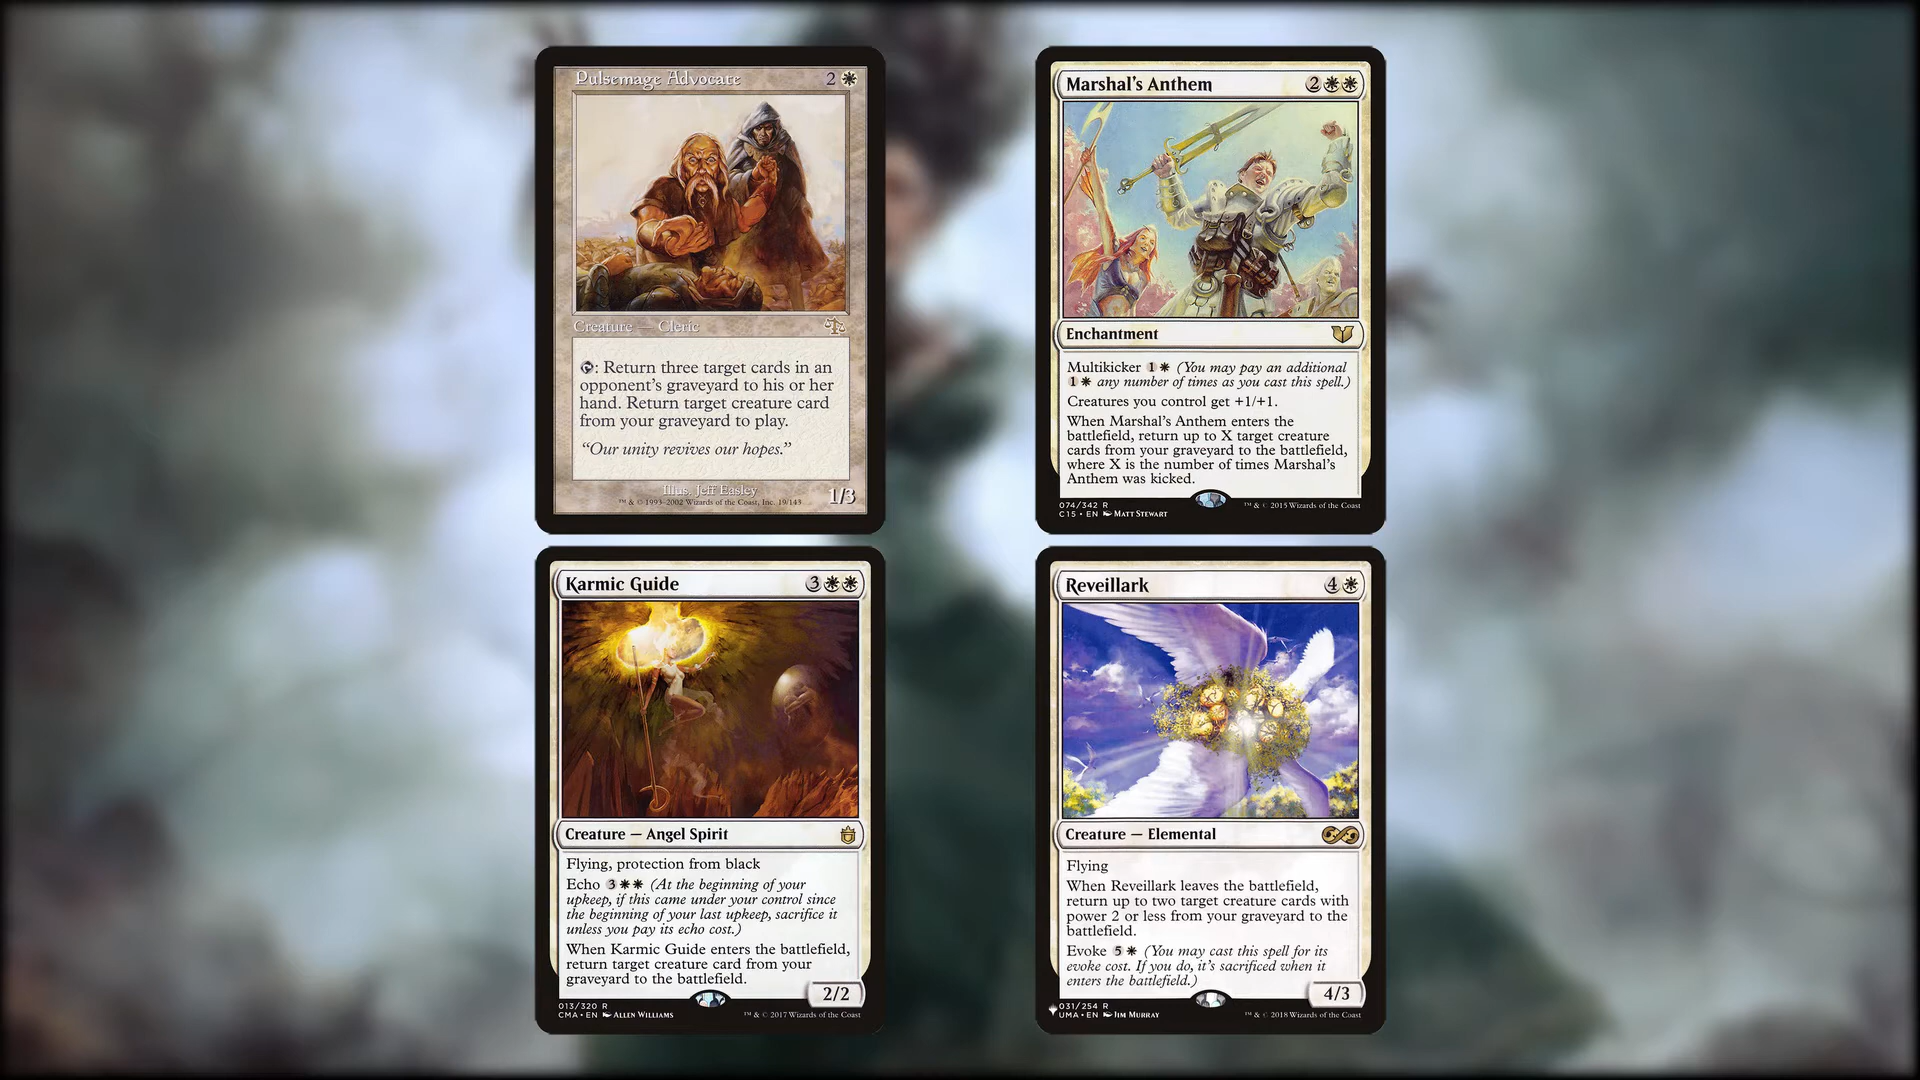 Pulsemage Advocate 2
Creature — Cleric
: Return three target cards in an
opponent's graveyard to his or her
hand. Return target creature card
from your graveyard to play.
“Our unity revives our hopes.”
Illus. Jeff Easley
™ & © 1993–2002 Wizards of the Coast, Inc. 19/143
1/3
Marshal's Anthem 2
Enchantment
Multikicker 1 (You may pay an additional
1 any number of times as you cast this spell.)
Creatures you control get +1/+1.
When Marshal's Anthem enters the
battlefield, return up to X target creature
cards from your graveyard to the battlefield,
where X is the number of times Marshal's
Anthem was kicked.
074/342 R
C15 • EN Matt Stewart
™ & © 2015 Wizards of the Coast
Karmic Guide 3
Creature — Angel Spirit
Flying, protection from black
Echo 3 (At the beginning of your
upkeep, if this came under your control since
the beginning of your last upkeep, sacrifice it
unless you pay its echo cost.)
When Karmic Guide enters the battlefield,
return target creature card from your
graveyard to the battlefield.
2/2
013/320 R
CMA • EN Allen Williams
™ & © 2017 Wizards of the Coast
Reveillark 4
Creature — Elemental
Flying
When Reveillark leaves the battlefield,
return up to two target creature cards with
power 2 or less from your graveyard to the
battlefield.
Evoke 5 (You may cast this spell for its
evoke cost. If you do, it's sacrificed when it
enters the battlefield.)
4/3
031/254 R
UMA • EN Jim Murray
™ & © 2018 Wizards of the Coast